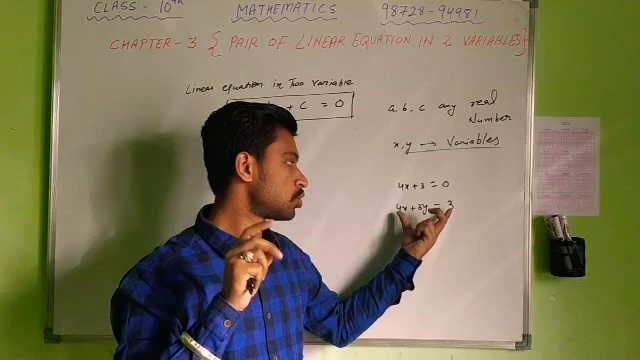 CLASS - 10th MATHEMATICS 98728-94981
CHAPTER-3 { PAIR OF LINEAR EQUATION IN 2 VARIABLES}
Linear equation in Two variable
+ C = 0
a, b, c any real Number
x, y → Variables
4x + 3 = 0
4x + 3y = 3